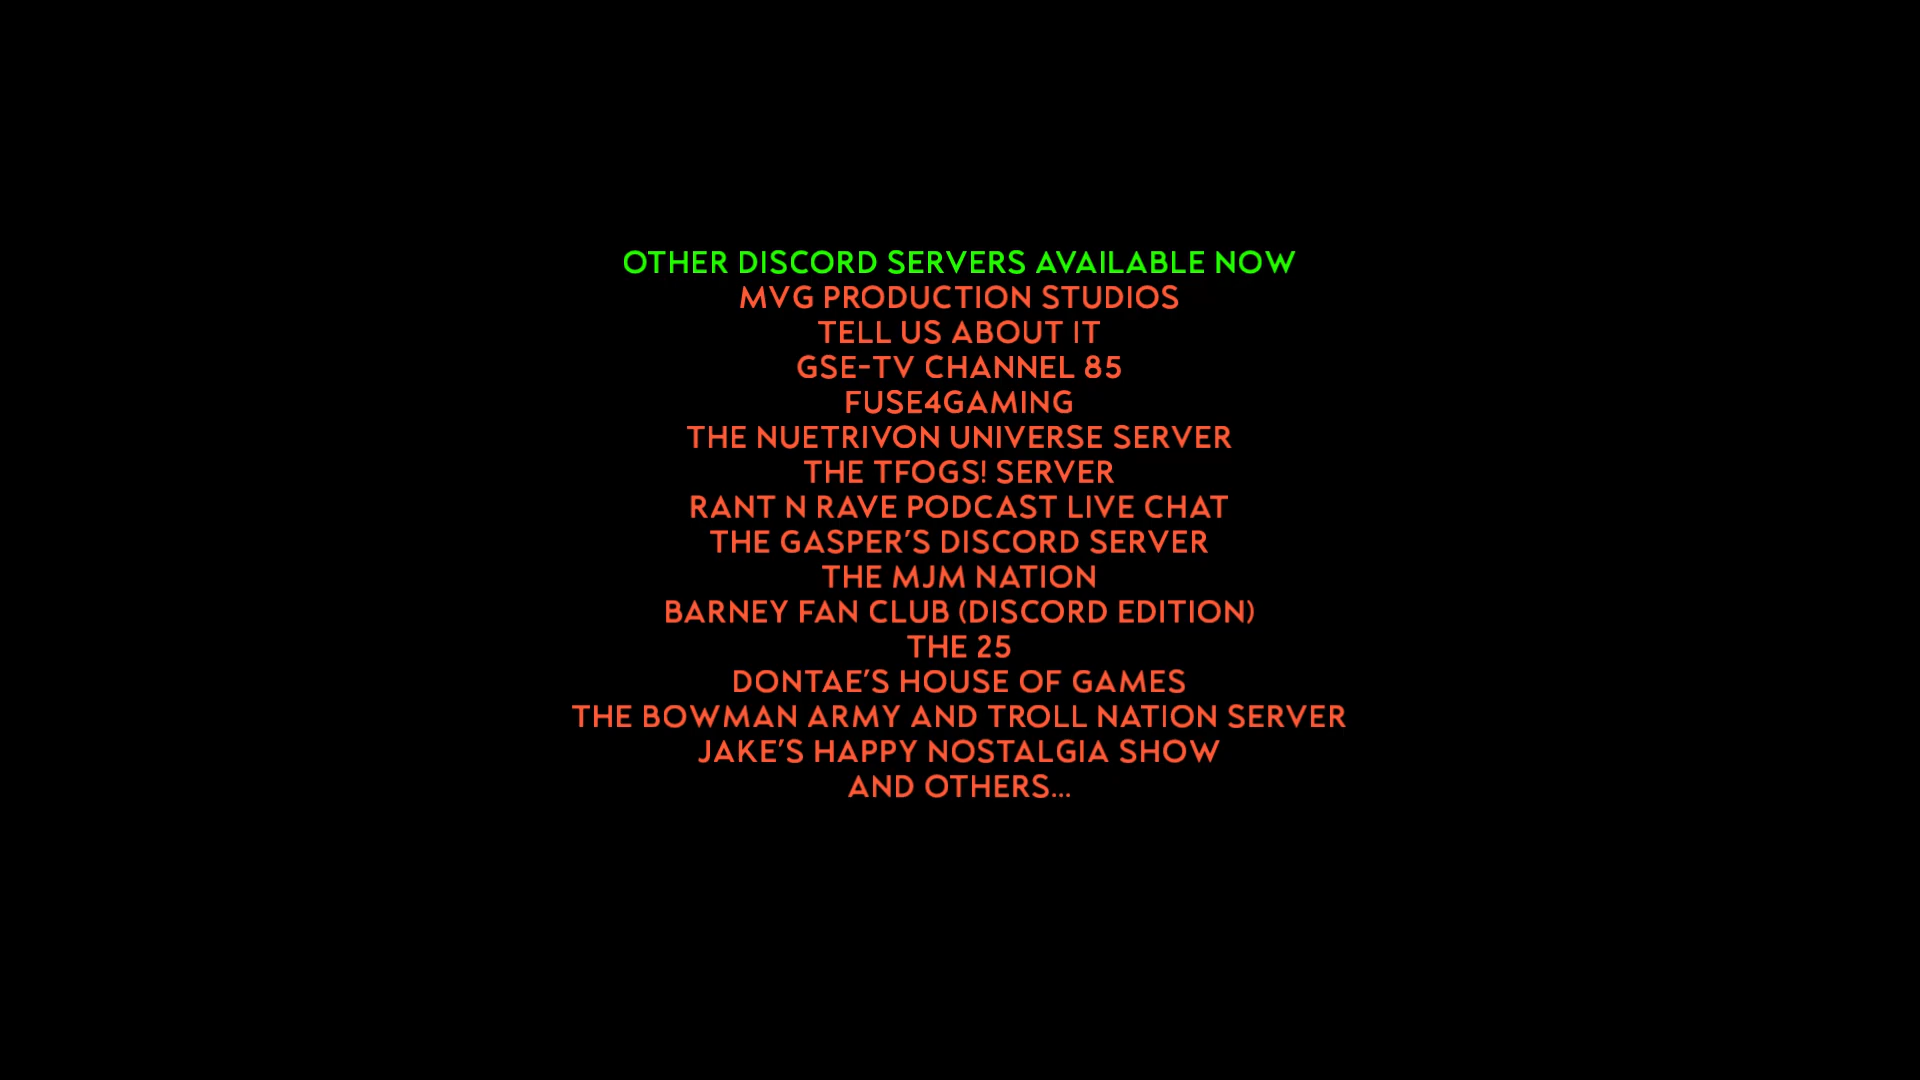 OTHER DISCORD SERVERS AVAILABLE NOW
MVG PRODUCTION STUDIOS
TELL US ABOUT IT
GSE-TV CHANNEL 85
FUSE4GAMING
THE NUETRIVON UNIVERSE SERVER
THE TFOGS! SERVER
RANT N RAVE PODCAST LIVE CHAT
THE GASPER'S DISCORD SERVER
THE MJM NATION
BARNEY FAN CLUB (DISCORD EDITION)
THE 25
DONTAE'S HOUSE OF GAMES
THE BOWMAN ARMY AND TROLL NATION SERVER
JAKE'S HAPPY NOSTALGIA SHOW
AND OTHERS...